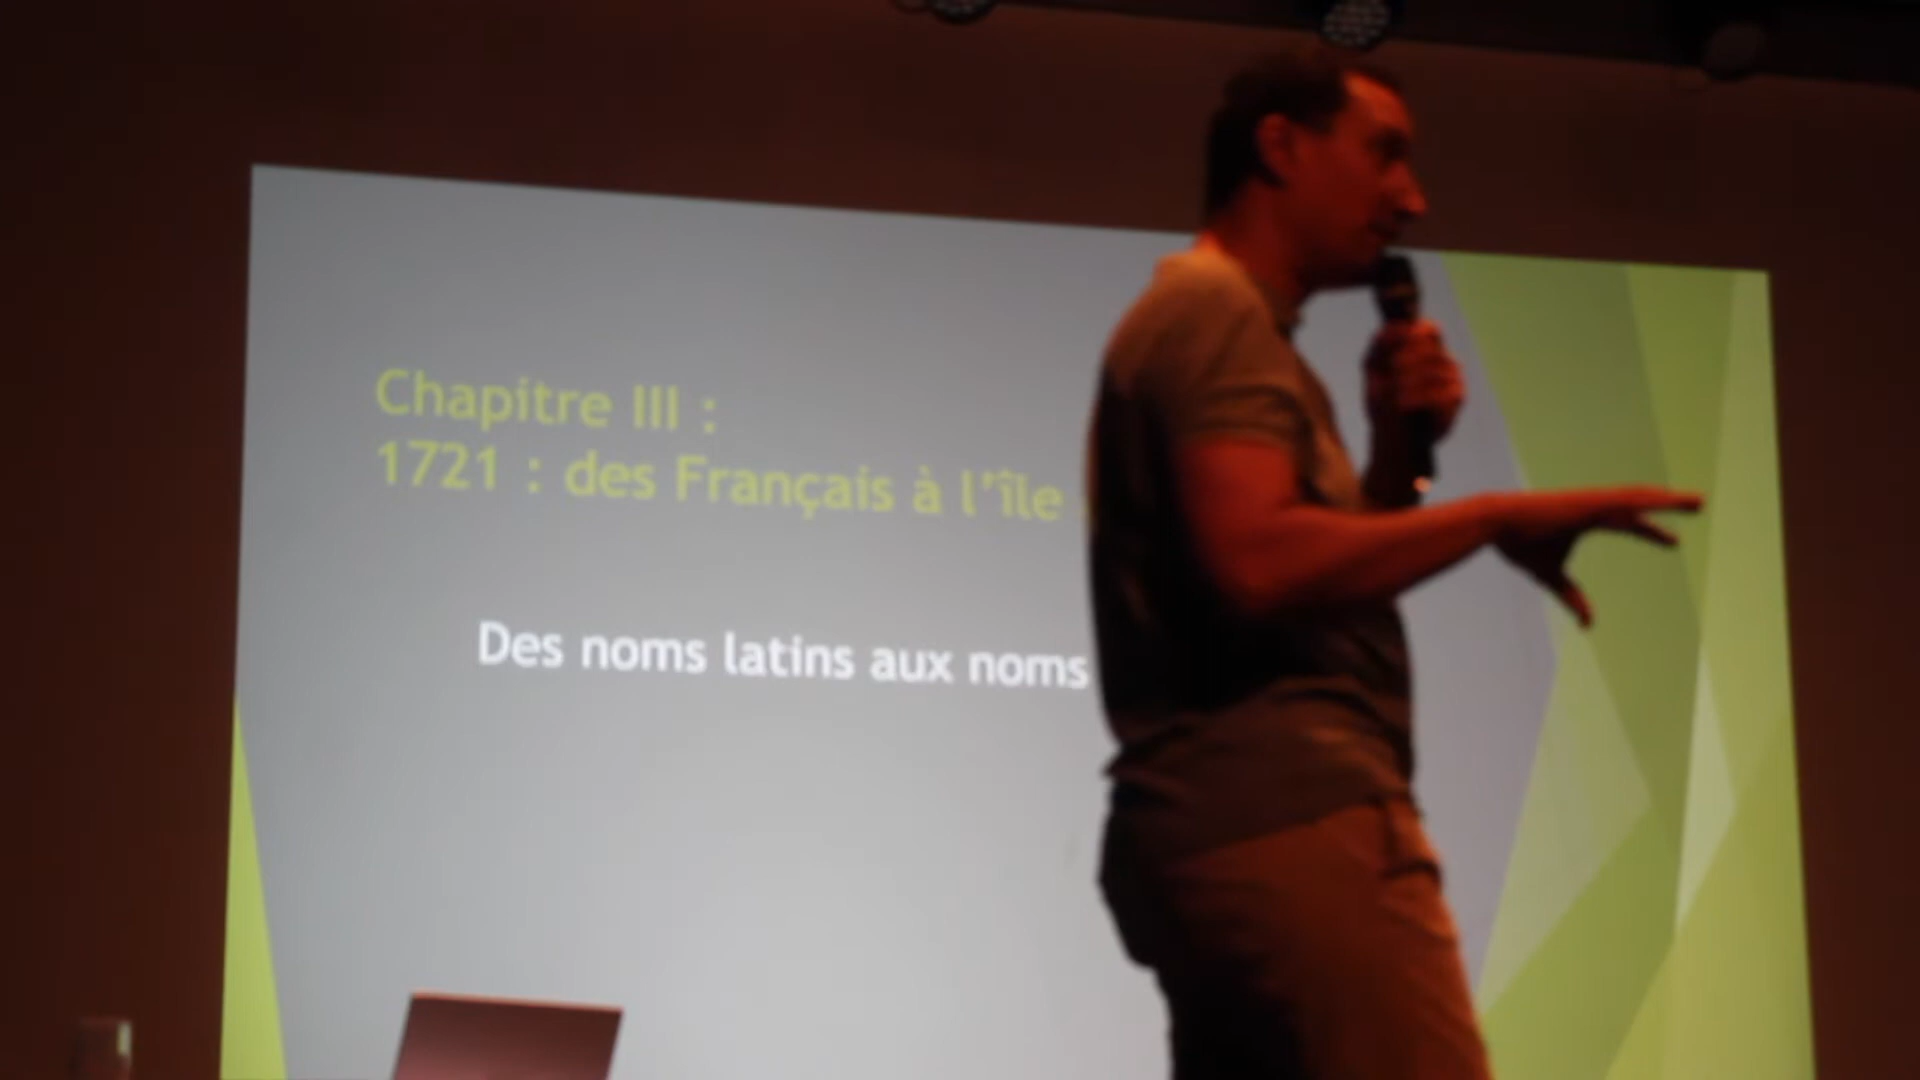 Chapitre III :
1721 : des Français à l’île
Des noms latins aux noms